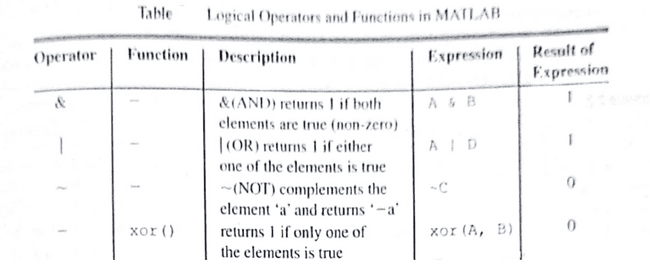 Table Logical Operators and Functions in MATLAB
Operator Function Description Expression Result of Expression
& – &(AND) returns 1 if both A & B 1
elements are true (non-zero)
| – |(OR) returns 1 if either A | D 1
one of the elements is true
~ – ~(NOT) complements the ~C 0
element 'a' and returns '−a'
– xor() returns 1 if only one of xor(A, B) 0
the elements is true